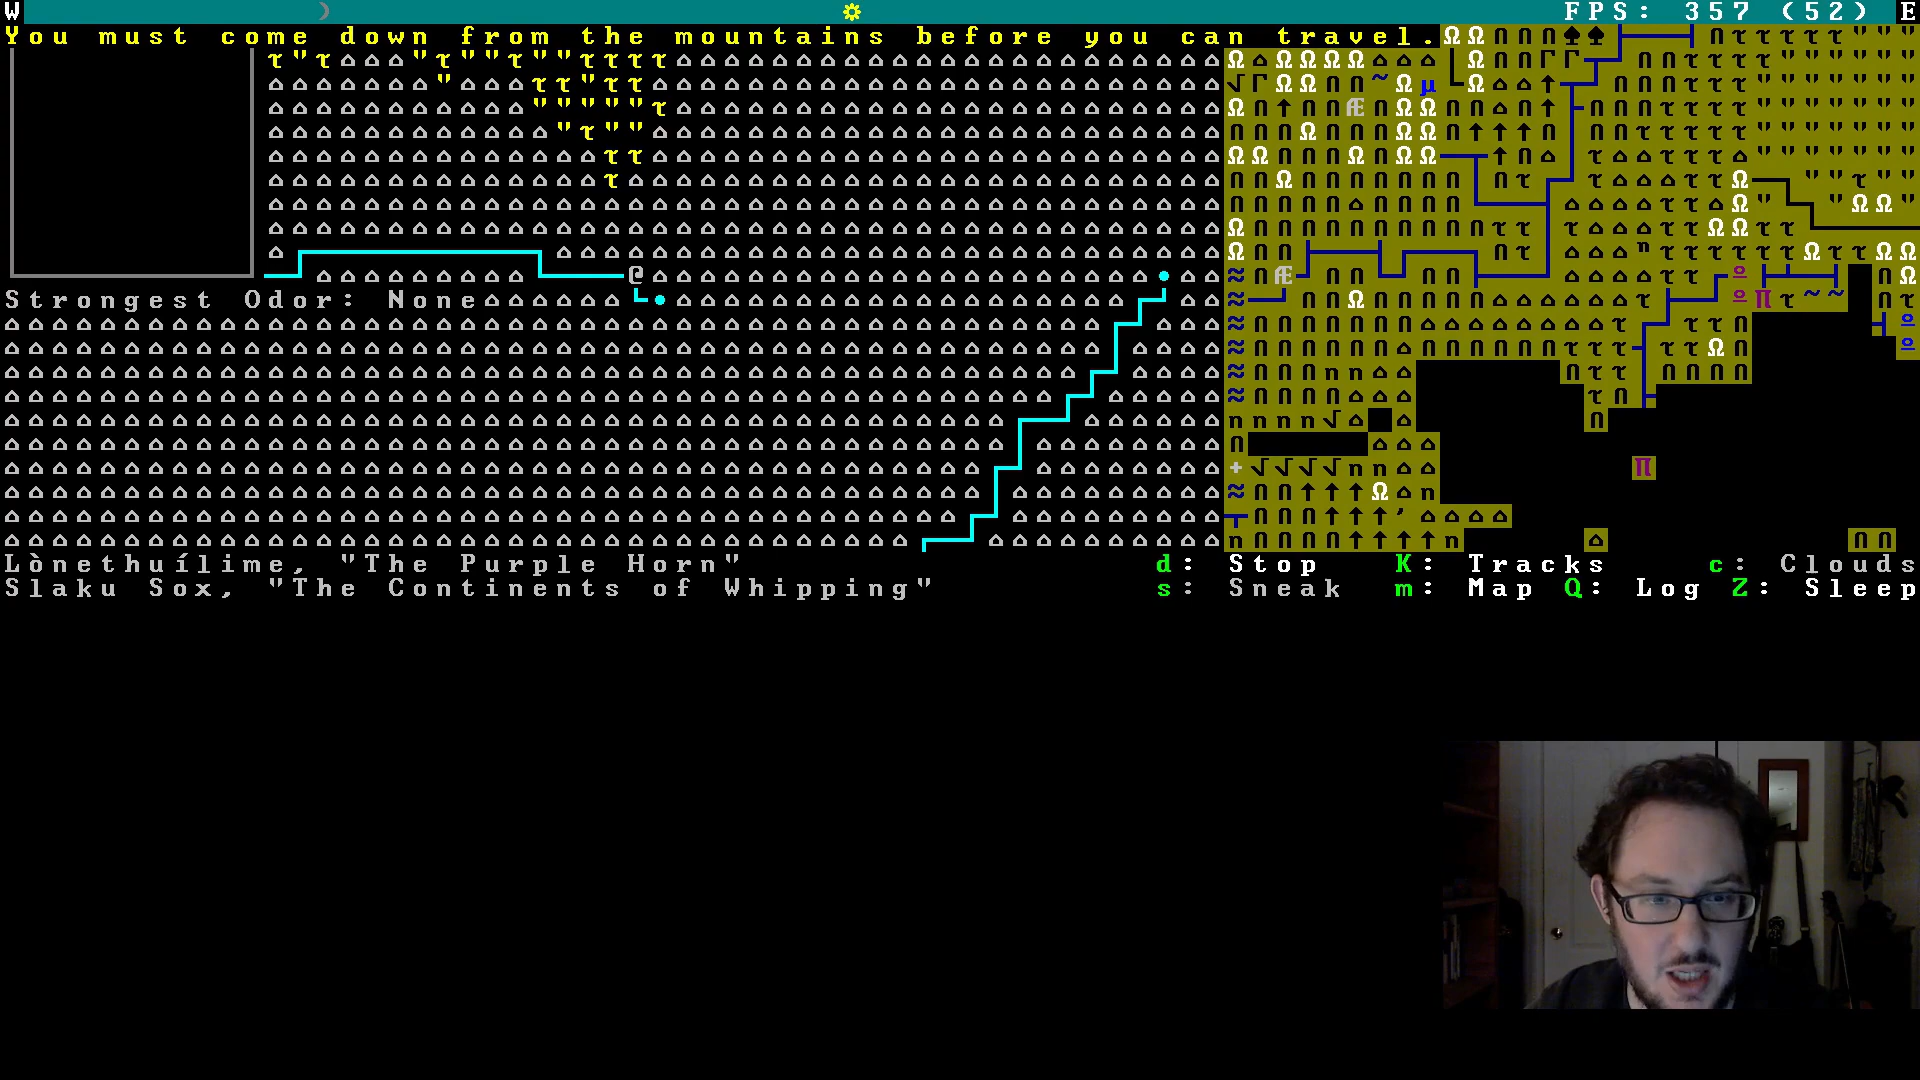 W FPS: 357 (52) E
You must come down from the mountains before you can travel.
Strongest Odor: None
Lònethuílime, "The Purple Horn"
d: Stop K: Tracks c: Clouds
Slaku Sox, "The Continents of Whipping"
s: Sneak m: Map Q: Log Z: Sleep